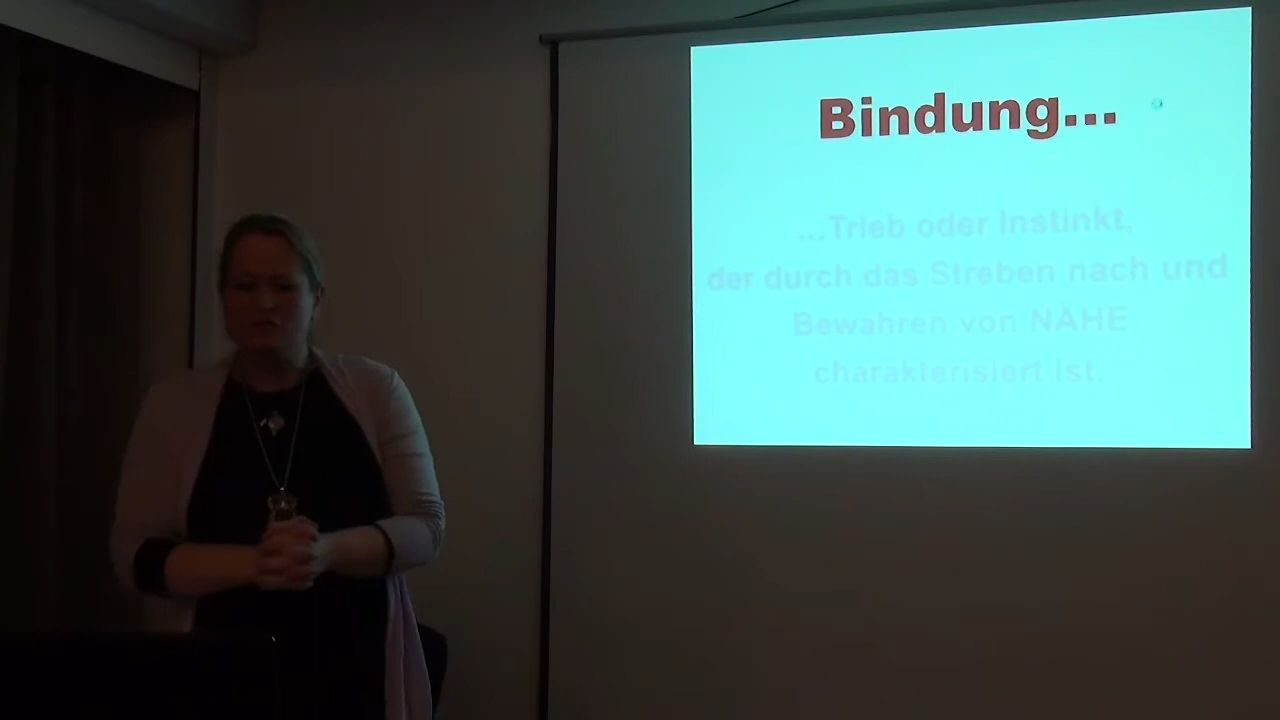 Bindung...
...Trieb oder Instinkt,
der durch das Streben nach und
Bewahren von NÄHE
charakterisiert ist.